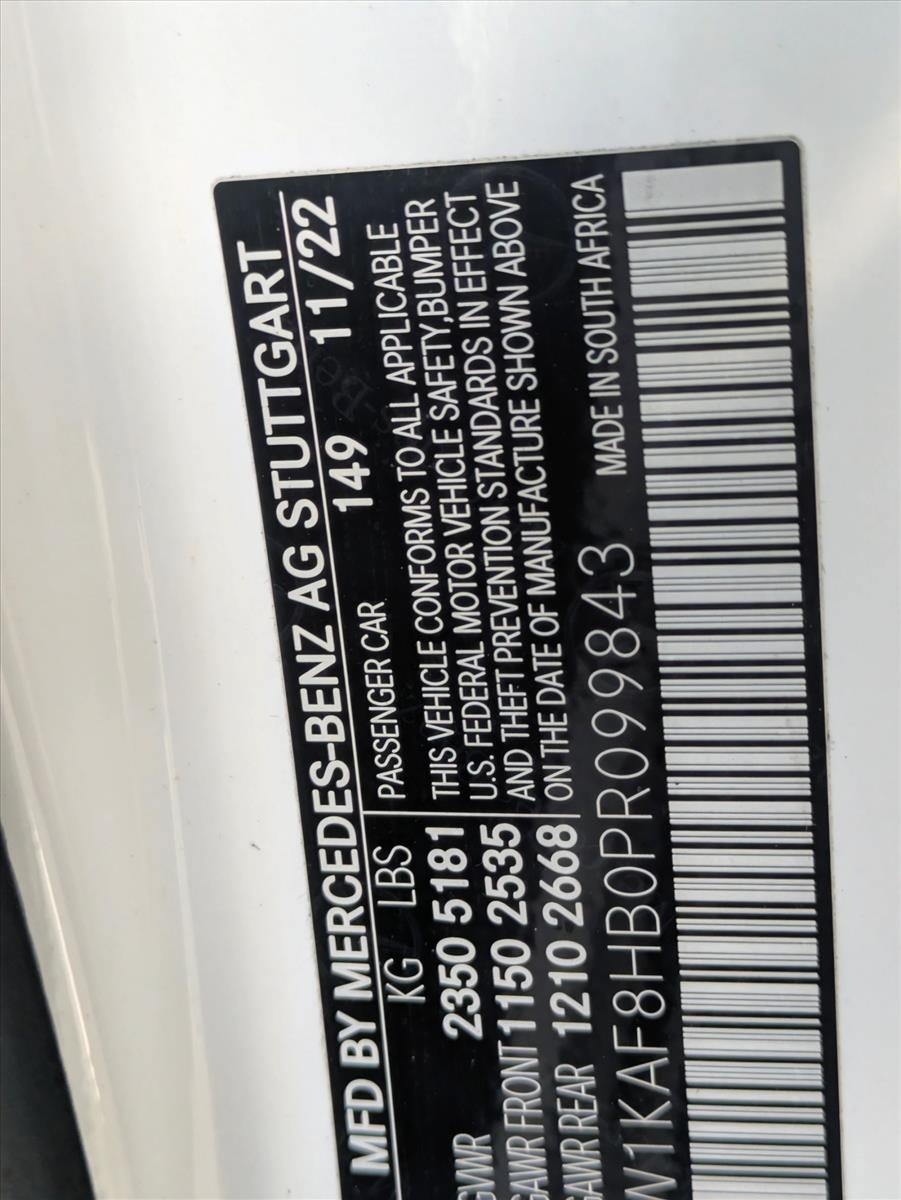 MFD BY MERCEDES-BENZ AG STUTTGART
149 11/22
KG LBS PASSENGER CAR
GWR 2350 5181
GAWR FRONT 1150 2535
GAWR REAR 1210 2668
THIS VEHICLE CONFORMS TO ALL APPLICABLE
U.S. FEDERAL MOTOR VEHICLE SAFETY,BUMPER
AND THEFT PREVENTION STANDARDS IN EFFECT
ON THE DATE OF MANUFACTURE SHOWN ABOVE
W1KAF8HB0PR099843 MADE IN SOUTH AFRICA